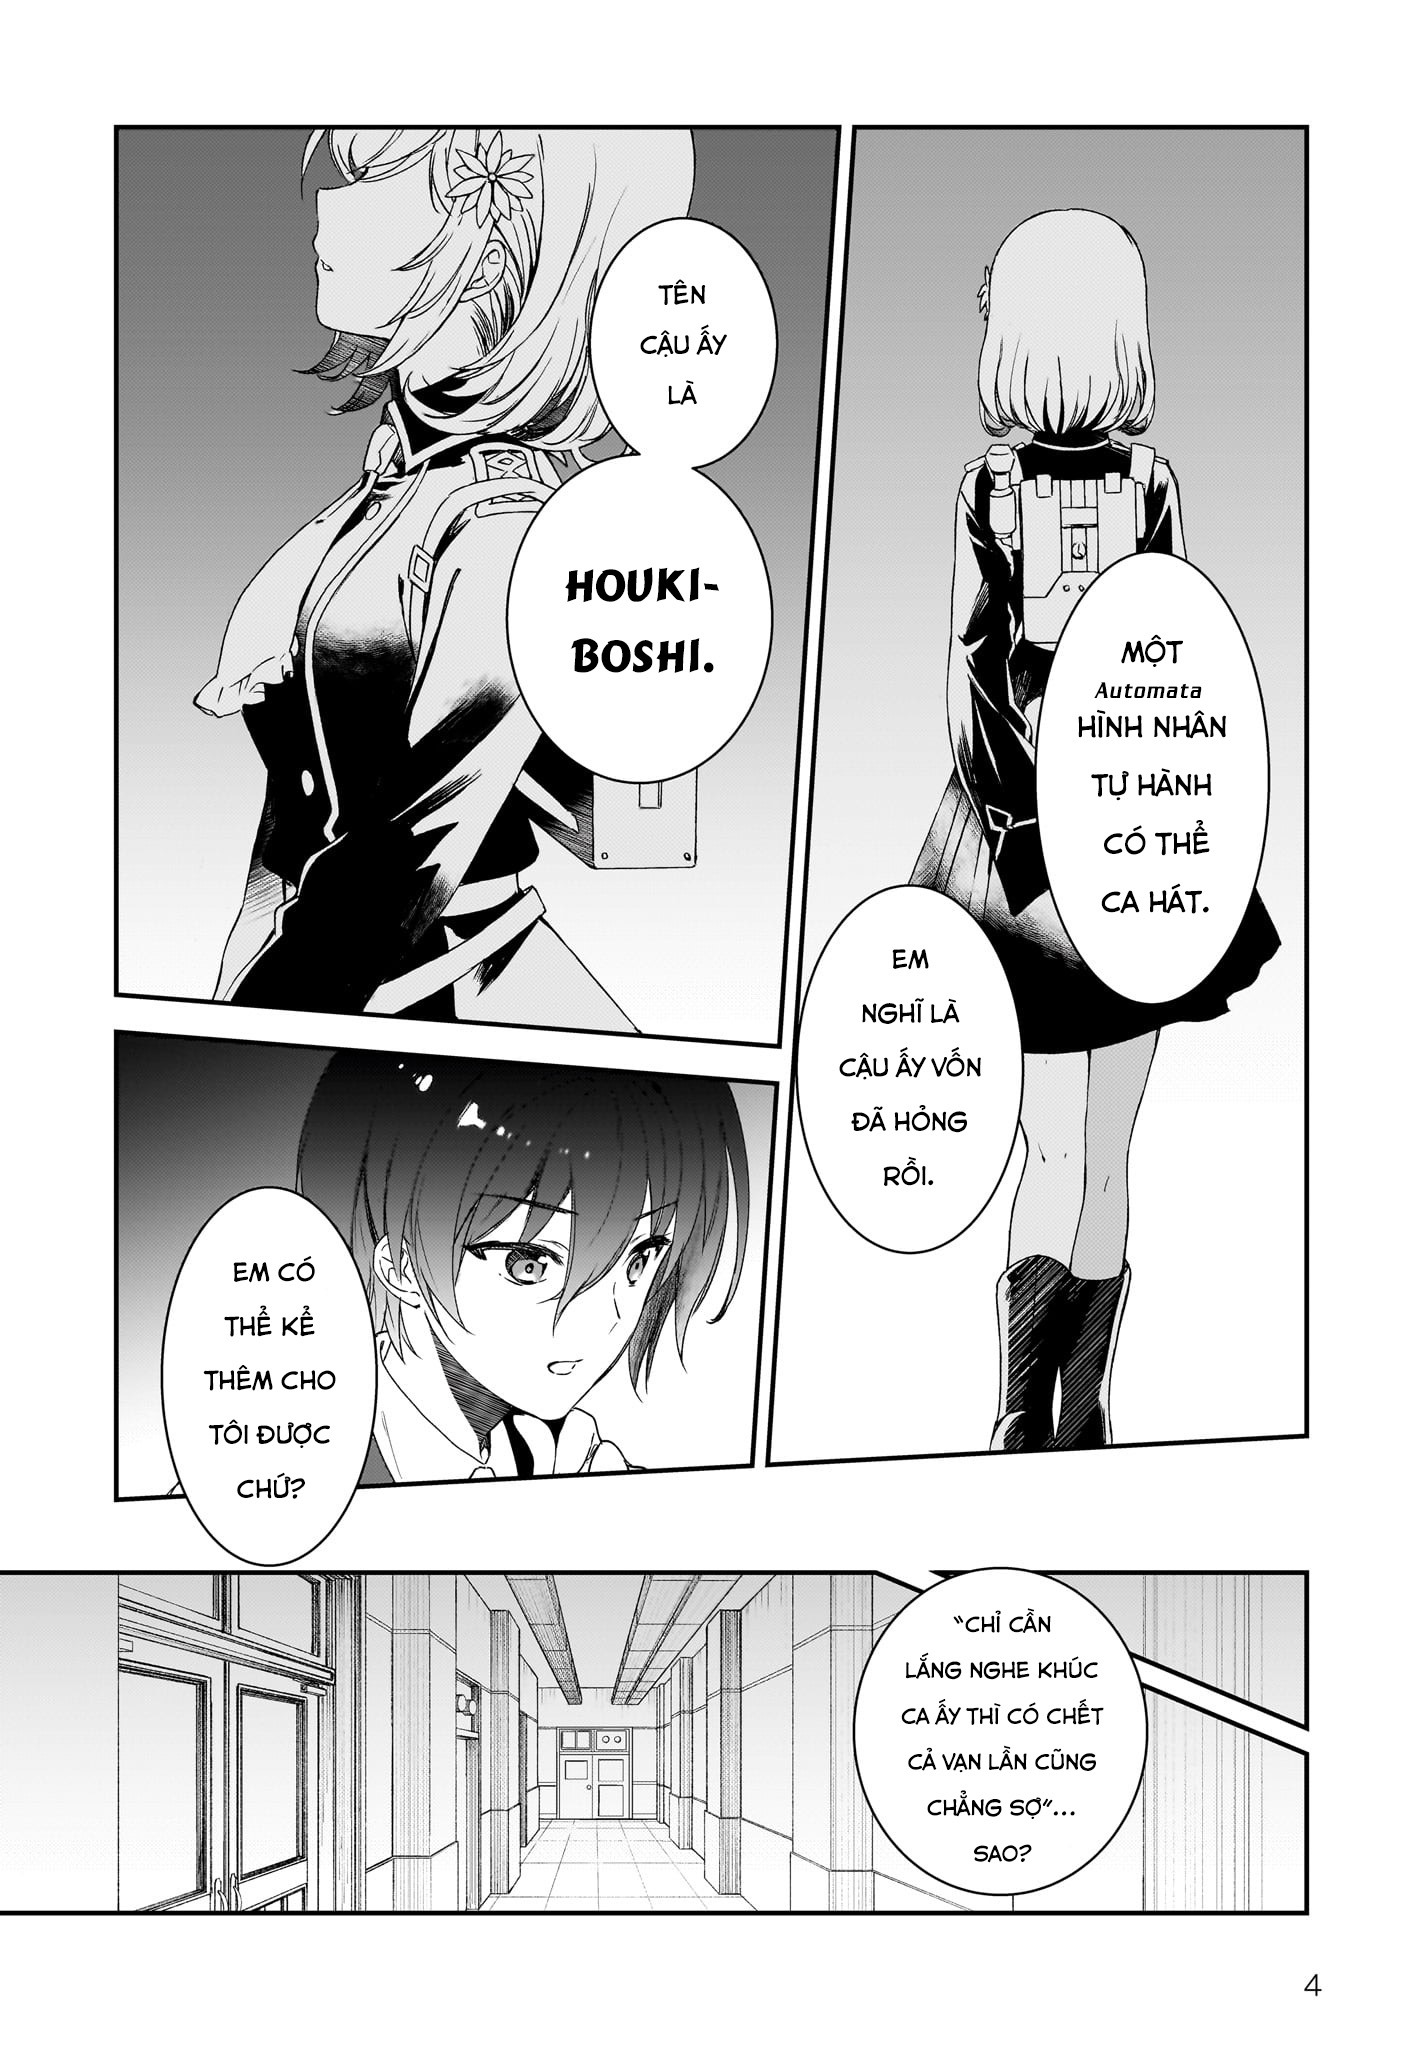 MỘT
Automata
HÌNH NHÂN
TỰ HÀNH
CÓ THỂ
CA HÁT.
EM
NGHĨ LÀ
CẬU ẤY VỐN
ĐÃ HỎNG
RỒI.
TÊN
CẬU ẤY
LÀ
HOUKI-
BOSHI.
EM CÓ
THỂ KỂ
THÊM CHO
TÔI ĐƯỢC
CHỨ?
“CHỈ CẦN
LẮNG NGHE KHÚC
CA ẤY THÌ CÓ CHẾT
CẢ VẠN LẦN CŨNG
CHẲNG SỢ”...
SAO?
4